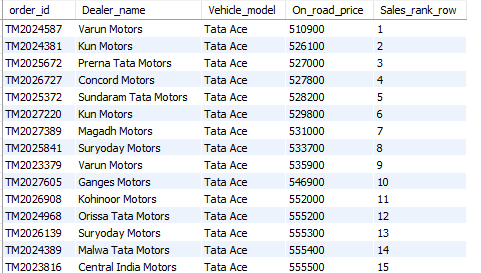 order_id Dealer_name Vehicle_model On_road_price Sales_rank_row
TM2024587 Varun Motors Tata Ace 510900 1
TM2024381 Kun Motors Tata Ace 526100 2
TM2025672 Prerna Tata Motors Tata Ace 527000 3
TM2026727 Concord Motors Tata Ace 527800 4
TM2025372 Sundaram Tata Motors Tata Ace 528200 5
TM2027220 Kun Motors Tata Ace 529800 6
TM2027389 Magadh Motors Tata Ace 531000 7
TM2025841 Suryoday Motors Tata Ace 533700 8
TM2023379 Varun Motors Tata Ace 535900 9
TM2027605 Ganges Motors Tata Ace 546900 10
TM2026908 Kohinoor Motors Tata Ace 552000 11
TM2024968 Orissa Tata Motors Tata Ace 555200 12
TM2026139 Suryoday Motors Tata Ace 555300 13
TM2024389 Malwa Tata Motors Tata Ace 555400 14
TM2023816 Central India Motors Tata Ace 555500 15